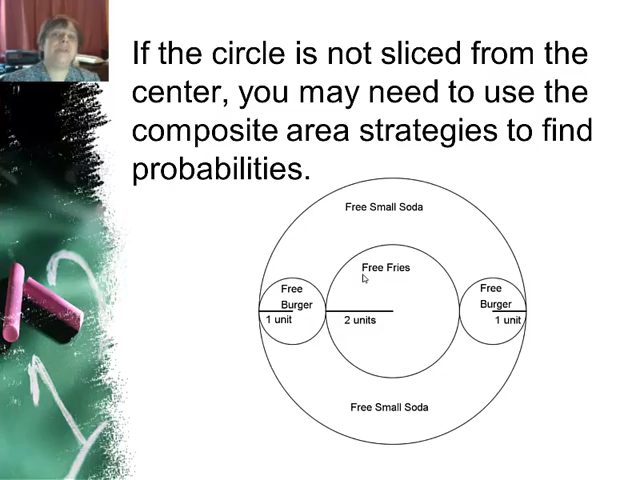 If the circle is not sliced from the
center, you may need to use the
composite area strategies to find
probabilities.
Free Small Soda
Free Fries
Free
Burger
1 unit
2 units
Free
Burger
1 unit
Free Small Soda